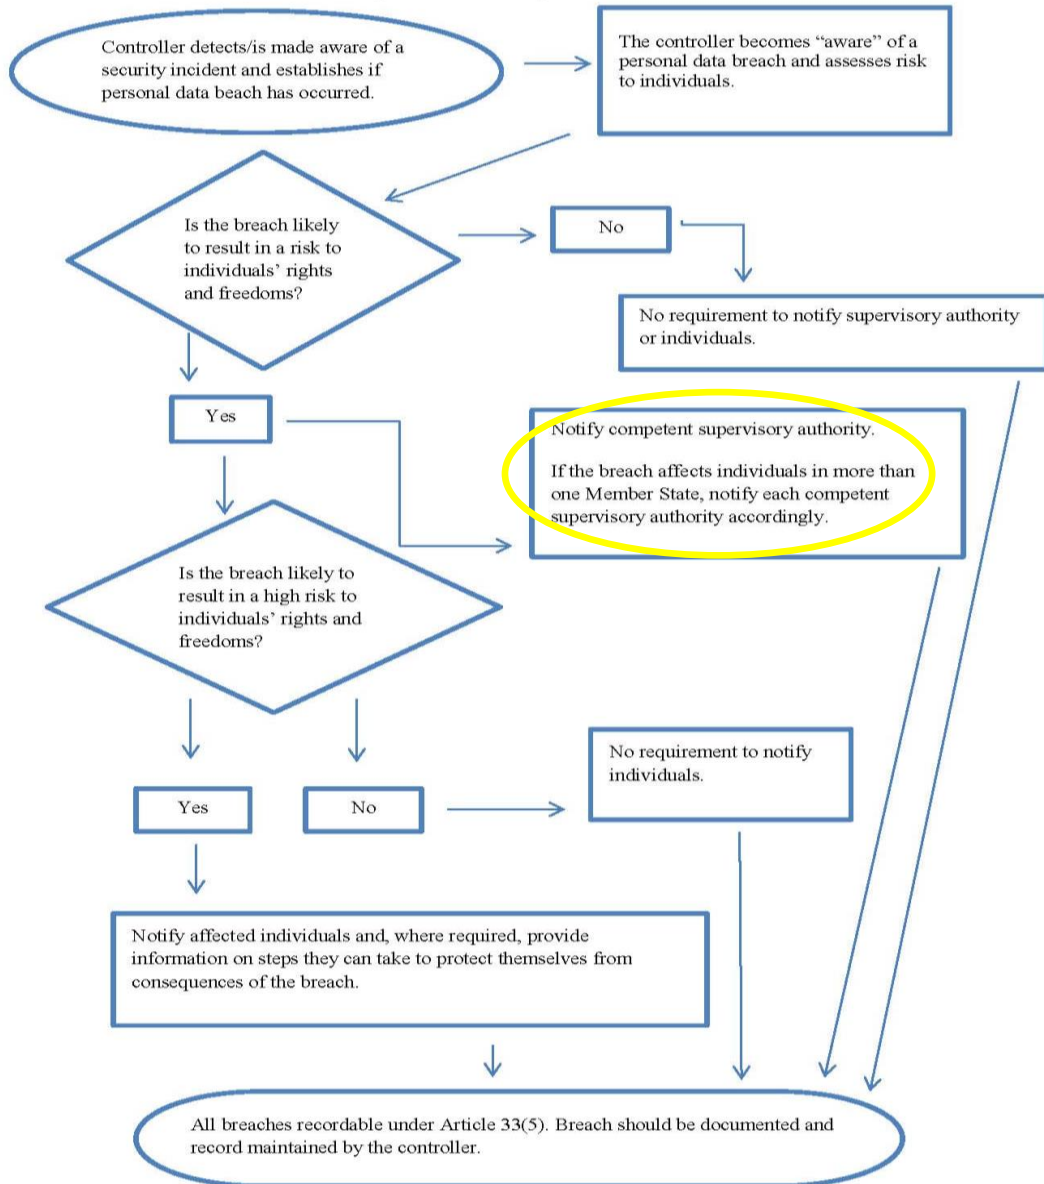 Controller detects/is made aware of a
security incident and establishes if
personal data beach has occurred.
The controller becomes “aware” of a
personal data breach and assesses risk
to individuals.
Is the breach likely
to result in a risk to
individuals’ rights
and freedoms?
No
No requirement to notify supervisory authority
or individuals.
Yes
Notify competent supervisory authority.
If the breach affects individuals in more than
one Member State, notify each competent
supervisory authority accordingly.
Is the breach likely to
result in a high risk to
individuals’ rights and
freedoms?
No requirement to notify
individuals.
Yes
No
Notify affected individuals and, where required, provide
information on steps they can take to protect themselves from
consequences of the breach.
All breaches recordable under Article 33(5). Breach should be documented and
record maintained by the controller.